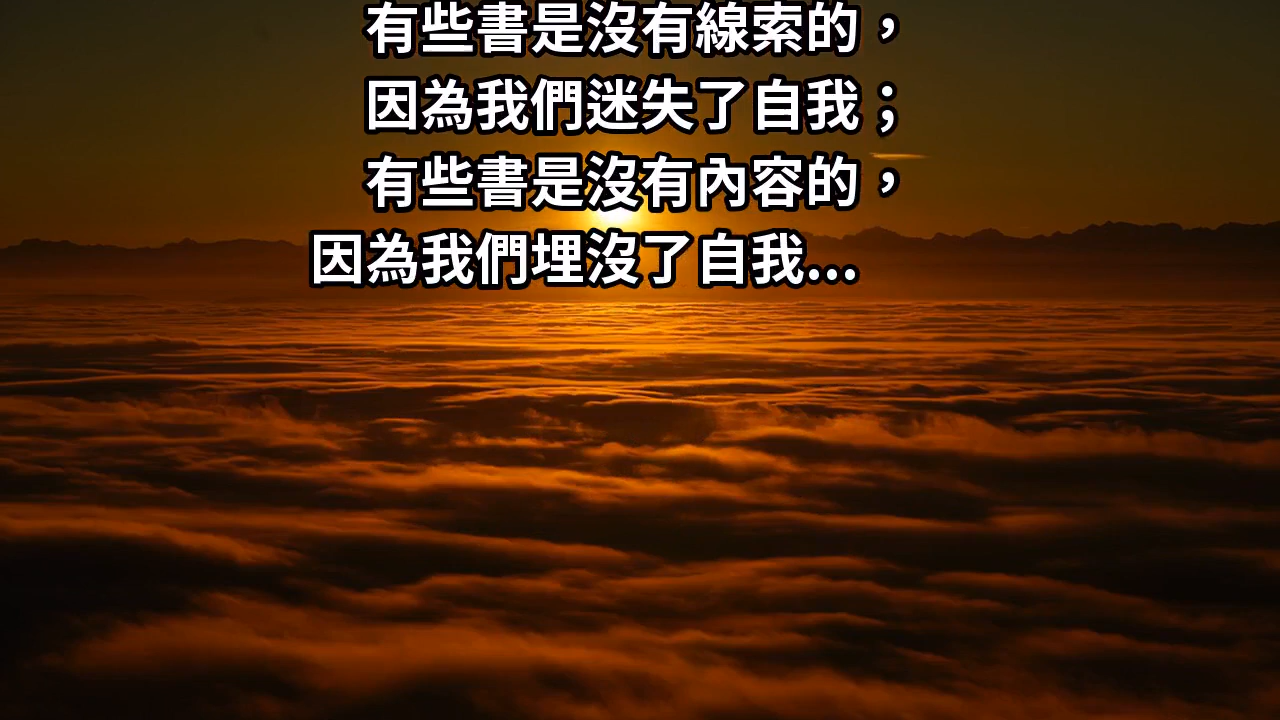 有些書是沒有線索的，
因為我們迷失了自我；
有些書是沒有內容的，
因為我們埋沒了自我...